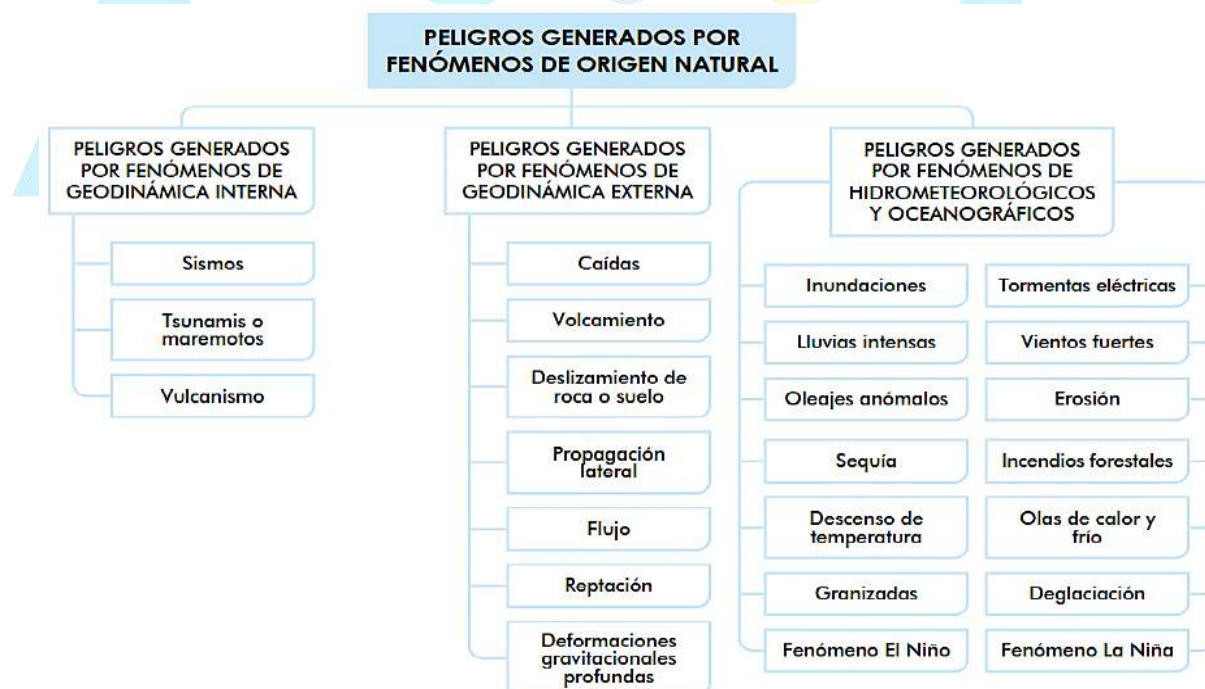 PELIGROS GENERADOS POR
FENÓMENOS DE ORIGEN NATURAL
PELIGROS GENERADOS
POR FENÓMENOS DE
GEODINÁMICA INTERNA
Sismos
Tsunamis o
maremotos
Vulcanismo
PELIGROS GENERADOS
POR FENÓMENOS DE
GEODINÁMICA EXTERNA
Caídas
Volcamiento
Deslizamiento de
roca o suelo
Propagación
lateral
Flujo
Reptación
Deformaciones
gravitacionales
profundas
PELIGROS GENERADOS
POR FENÓMENOS DE
HIDROMETEOROLÓGICOS
Y OCEANOGRÁFICOS
Inundaciones
Lluvias intensas
Oleajes anómalos
Sequía
Descenso de
temperatura
Granizadas
Fenómeno El Niño
Tormentas eléctricas
Vientos fuertes
Erosión
Incendios forestales
Olas de calor y
frío
Deglaciación
Fenómeno La Niña